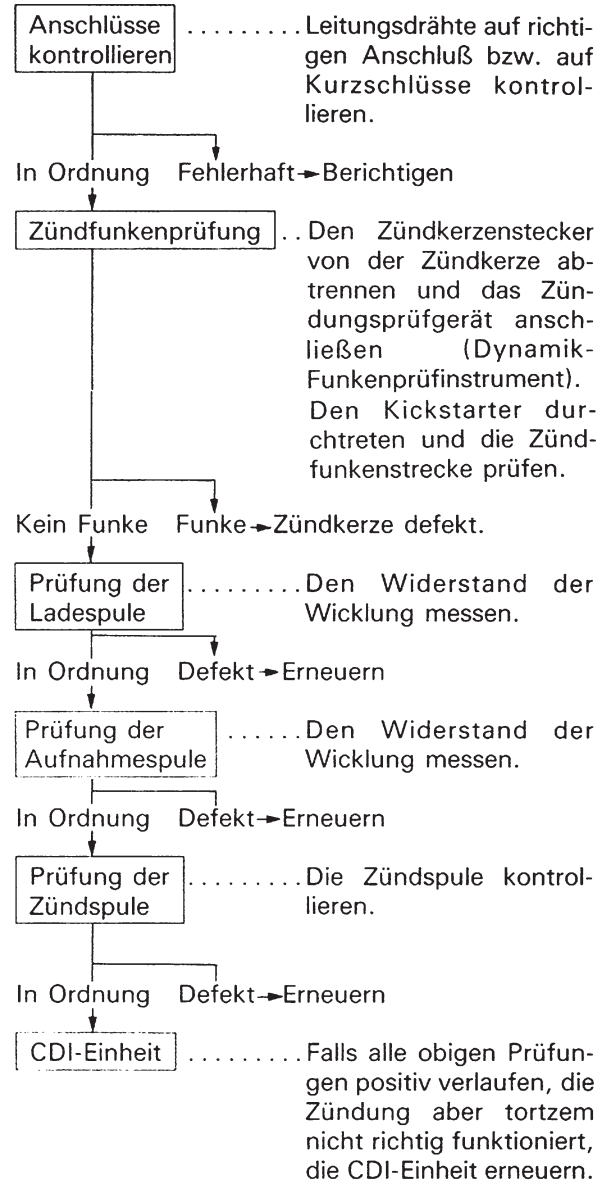 Anschlüsse ......... Leitungsdrähte auf richti-
kontrollieren gen Anschluß bzw. auf
Kurzschlüsse kontrol-
lieren.
In Ordnung Fehlerhaft Berichtigen
Zündfunkenprüfung .. Den Zündkerzenstecker
von der Zündkerze ab-
trennen und das Zün-
dungsprüfgerät ansch-
ließen (Dynamik-
Funkenprüfinstrument).
Den Kickstarter dur-
chtreten und die Zünd-
funkenstrecke prüfen.
Kein Funke Funke Zündkerze defekt.
Prüfung der ......... Den Widerstand der
Ladespule Wicklung messen.
In Ordnung Defekt Erneuern
Prüfung der ...... Den Widerstand der
Aufnahmespule Wicklung messen.
In Ordnung Defekt Erneuern
Prüfung der ......... Die Zündspule kontrol-
Zündspule lieren.
In Ordnung Defekt Erneuern
CDI-Einheit ......... Falls alle obigen Prüfun-
gen positiv verlaufen, die
Zündung aber tortzem
nicht richtig funktioniert,
die CDI-Einheit erneuern.